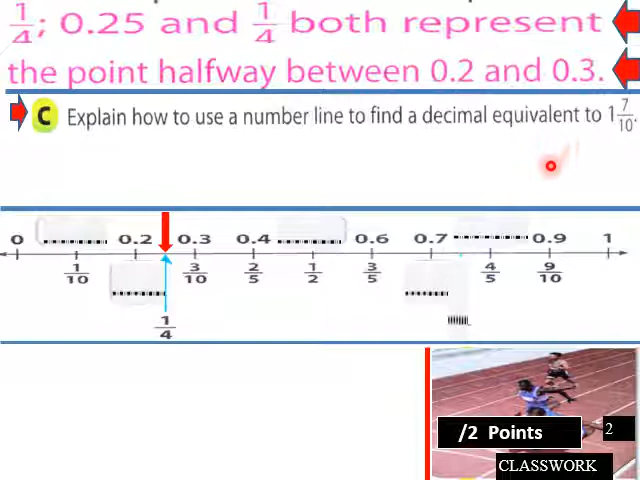 1/4; 0.25 and 1/4 both represent
the point halfway between 0.2 and 0.3.
C Explain how to use a number line to find a decimal equivalent to 1 7/10.
0 0.2 0.3 0.4 0.6 0.7 0.9 1
1/10 3/10 2/5 1/2 3/5 4/5 9/10
1/4
/2 Points 2
CLASSWORK